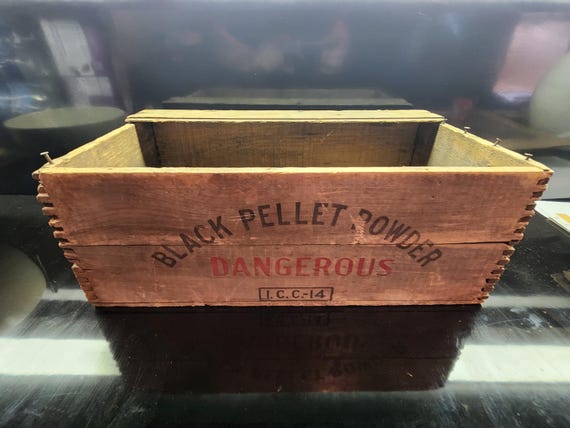 BLACK PELLET POWDER
DANGEROUS
I.C.C.-14